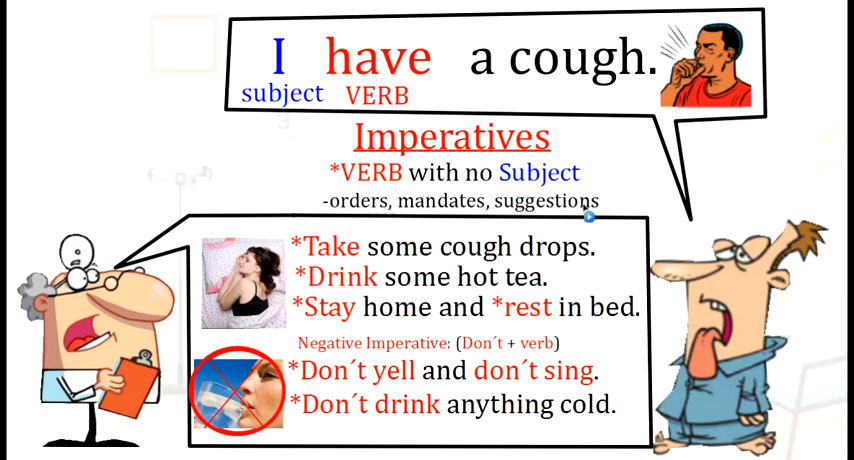 I have a cough.
subject VERB
Imperatives
*VERB with no Subject
-orders, mandates, suggestions
*Take some cough drops.
*Drink some hot tea.
*Stay home and *rest in bed.
Negative Imperative: (Don´t + verb)
*Don´t yell and don´t sing.
*Don´t drink anything cold.